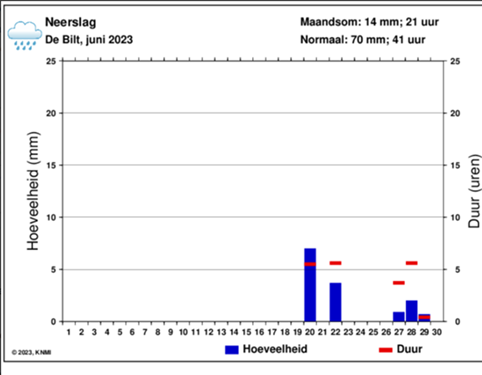 Neerslag
De Bilt, juni 2023
Maandsom: 14 mm; 21 uur
Normaal: 70 mm; 41 uur
Hoeveelheid (mm)
25
20
15
10
5
0
25
20
15
10
5
0
Duur (uren)
1 2 3 4 5 6 7 8 9 10 11 12 13 14 15 16 17 18 19 20 21 22 23 24 25 26 27 28 29 30
© 2023, KNMI
Hoeveelheid
Duur